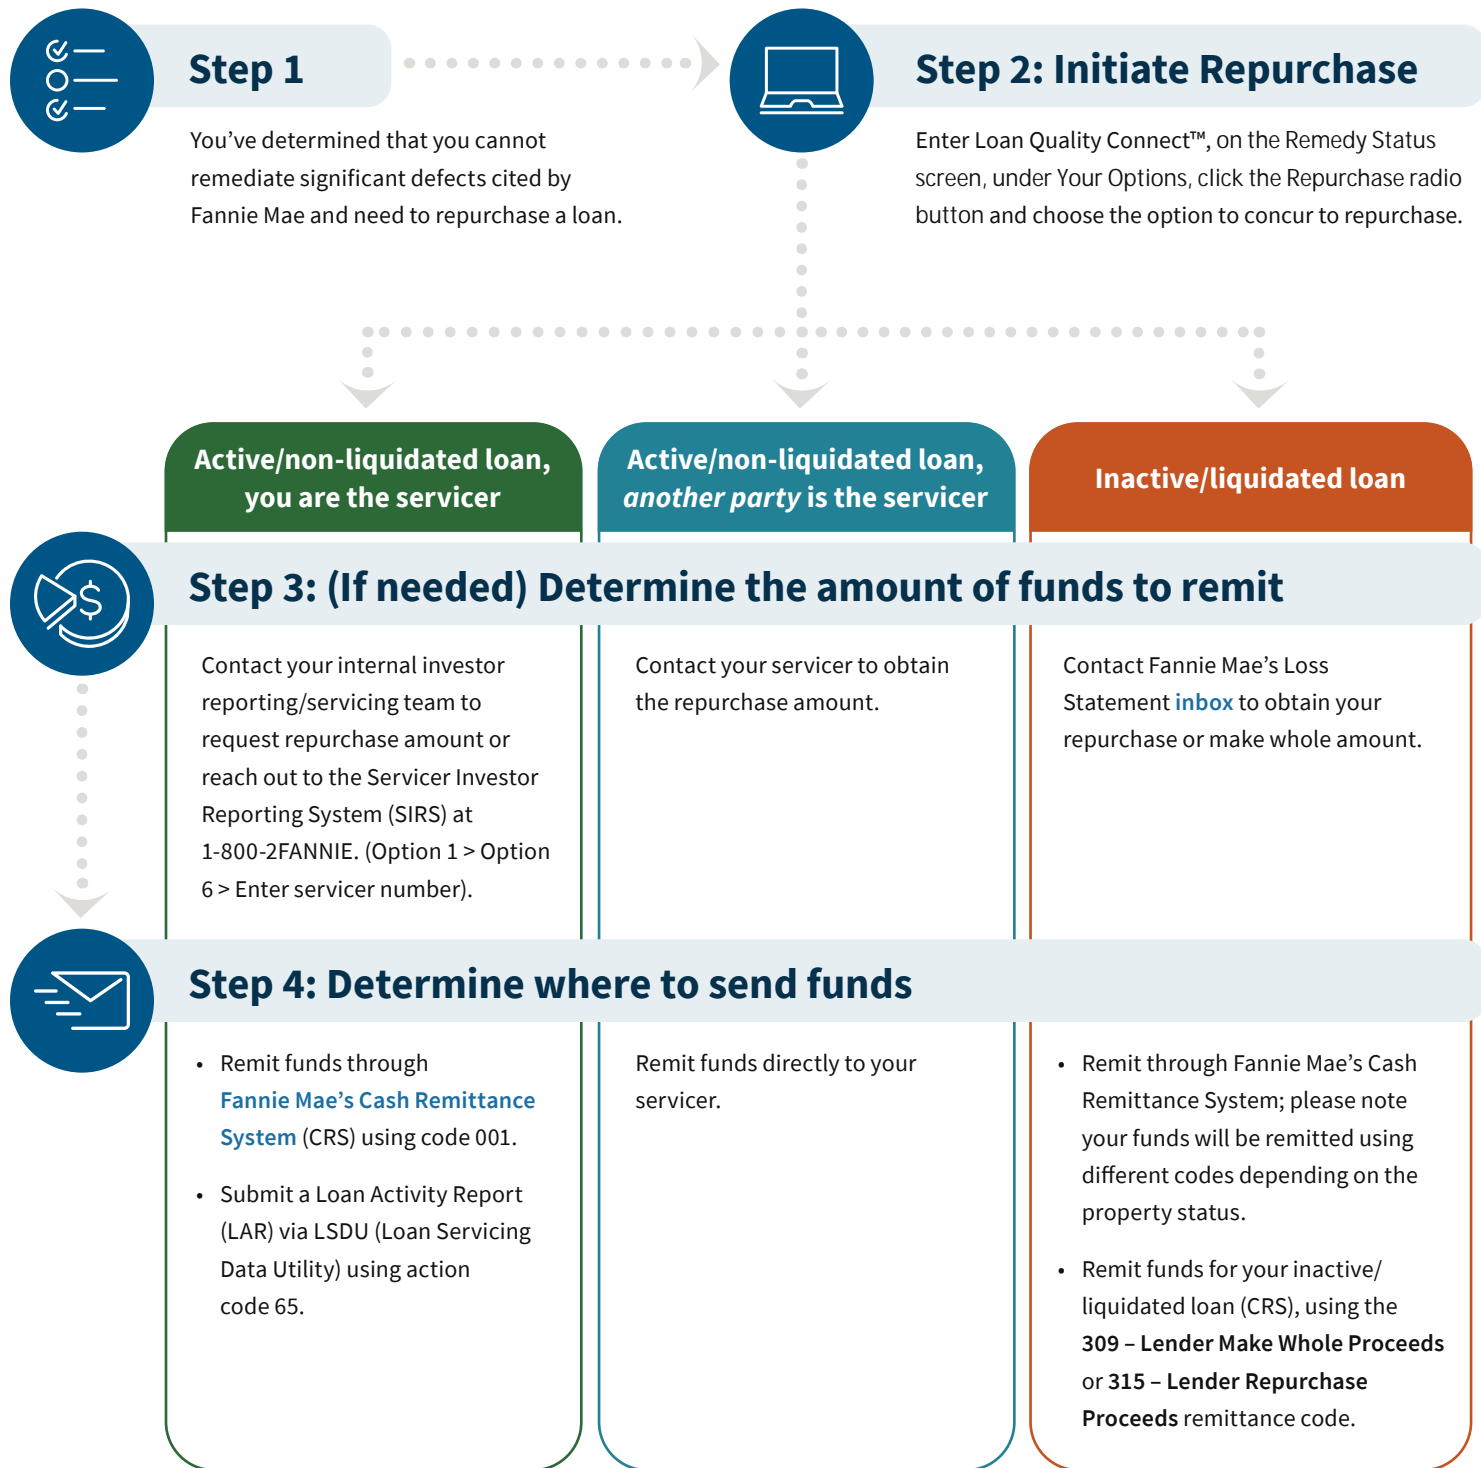 Step 1
You've determined that you cannot
remediate significant defects cited by
Fannie Mae and need to repurchase a loan.
Step 2: Initiate Repurchase
Enter Loan Quality Connect™, on the Remedy Status
screen, under Your Options, click the Repurchase radio
button and choose the option to concur to repurchase.
Active/non-liquidated loan,
you are the servicer
Active/non-liquidated loan,
another party is the servicer
Inactive/liquidated loan
Step 3: (If needed) Determine the amount of funds to remit
Contact your internal investor
reporting/servicing team to
request repurchase amount or
reach out to the Servicer Investor
Reporting System (SIRS) at
1-800-2FANNIE. (Option 1 > Option
6 > Enter servicer number).
Contact your servicer to obtain
the repurchase amount.
Contact Fannie Mae's Loss
Statement inbox to obtain your
repurchase or make whole amount.
Step 4: Determine where to send funds
• Remit funds through
Fannie Mae's Cash Remittance
System (CRS) using code 001.
• Submit a Loan Activity Report
(LAR) via LSDU (Loan Servicing
Data Utility) using action
code 65.
Remit funds directly to your
servicer.
• Remit through Fannie Mae's Cash
Remittance System; please note
your funds will be remitted using
different codes depending on the
property status.
• Remit funds for your inactive/
liquidated loan (CRS), using the
309 – Lender Make Whole Proceeds
or 315 – Lender Repurchase
Proceeds remittance code.